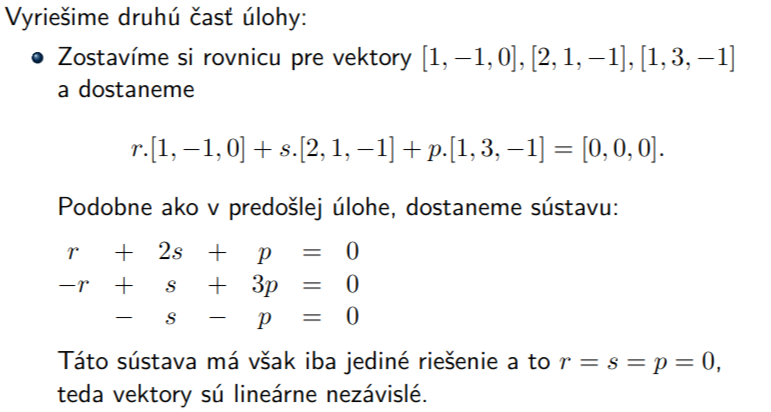 Vyriešime druhú časť úlohy:
Zostavíme si rovnicu pre vektory [1, −1, 0], [2, 1, −1], [1, 3, −1]
a dostaneme
r.[1, −1, 0] + s.[2, 1, −1] + p.[1, 3, −1] = [0, 0, 0].
Podobne ako v predošlej úlohe, dostaneme sústavu:
r + 2s + p = 0
−r + s + 3p = 0
− s − p = 0
Táto sústava má však iba jediné riešenie a to r = s = p = 0,
teda vektory sú lineárne nezávislé.